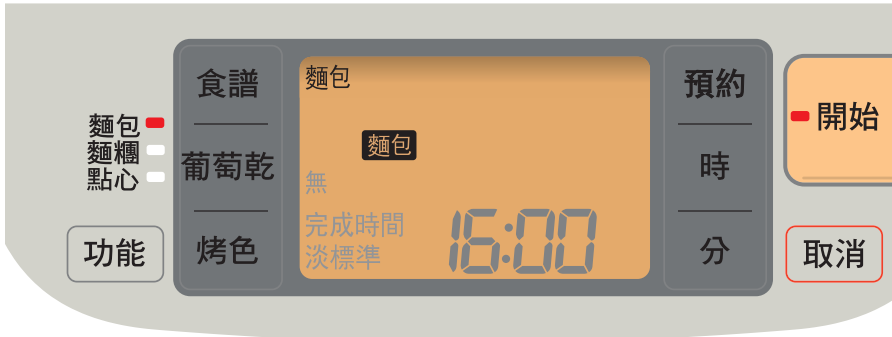 麵包
麵糰
點心
功能
食譜
葡萄乾
烤色
麵包
麵包
無
完成時間
淡標準
16:00
預約
時
分
開始
取消